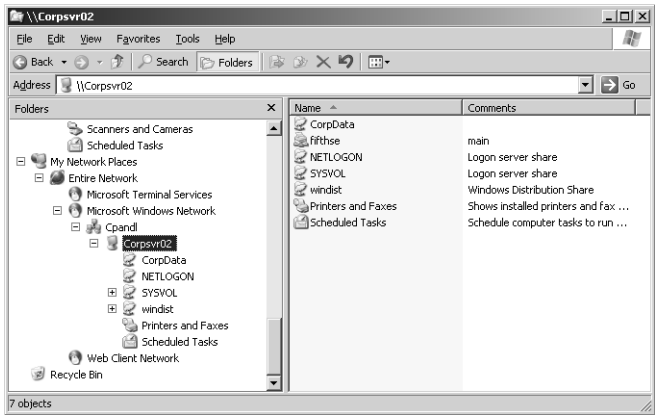 \\Corpsvr02
File Edit View Favorites Tools Help
Back Search Folders
Address \\Corpsvr02 Go
Folders
Scanners and Cameras
Scheduled Tasks
My Network Places
Entire Network
Microsoft Terminal Services
Microsoft Windows Network
Cpandl
Corpsvr02
CorpData
NETLOGON
SYSVOL
windist
Printers and Faxes
Scheduled Tasks
Web Client Network
Recycle Bin
Name Comments
CorpData
fifthse main
NETLOGON Logon server share
SYSVOL Logon server share
windist Windows Distribution Share
Printers and Faxes Shows installed printers and fax ...
Scheduled Tasks Schedule computer tasks to run ...
7 objects